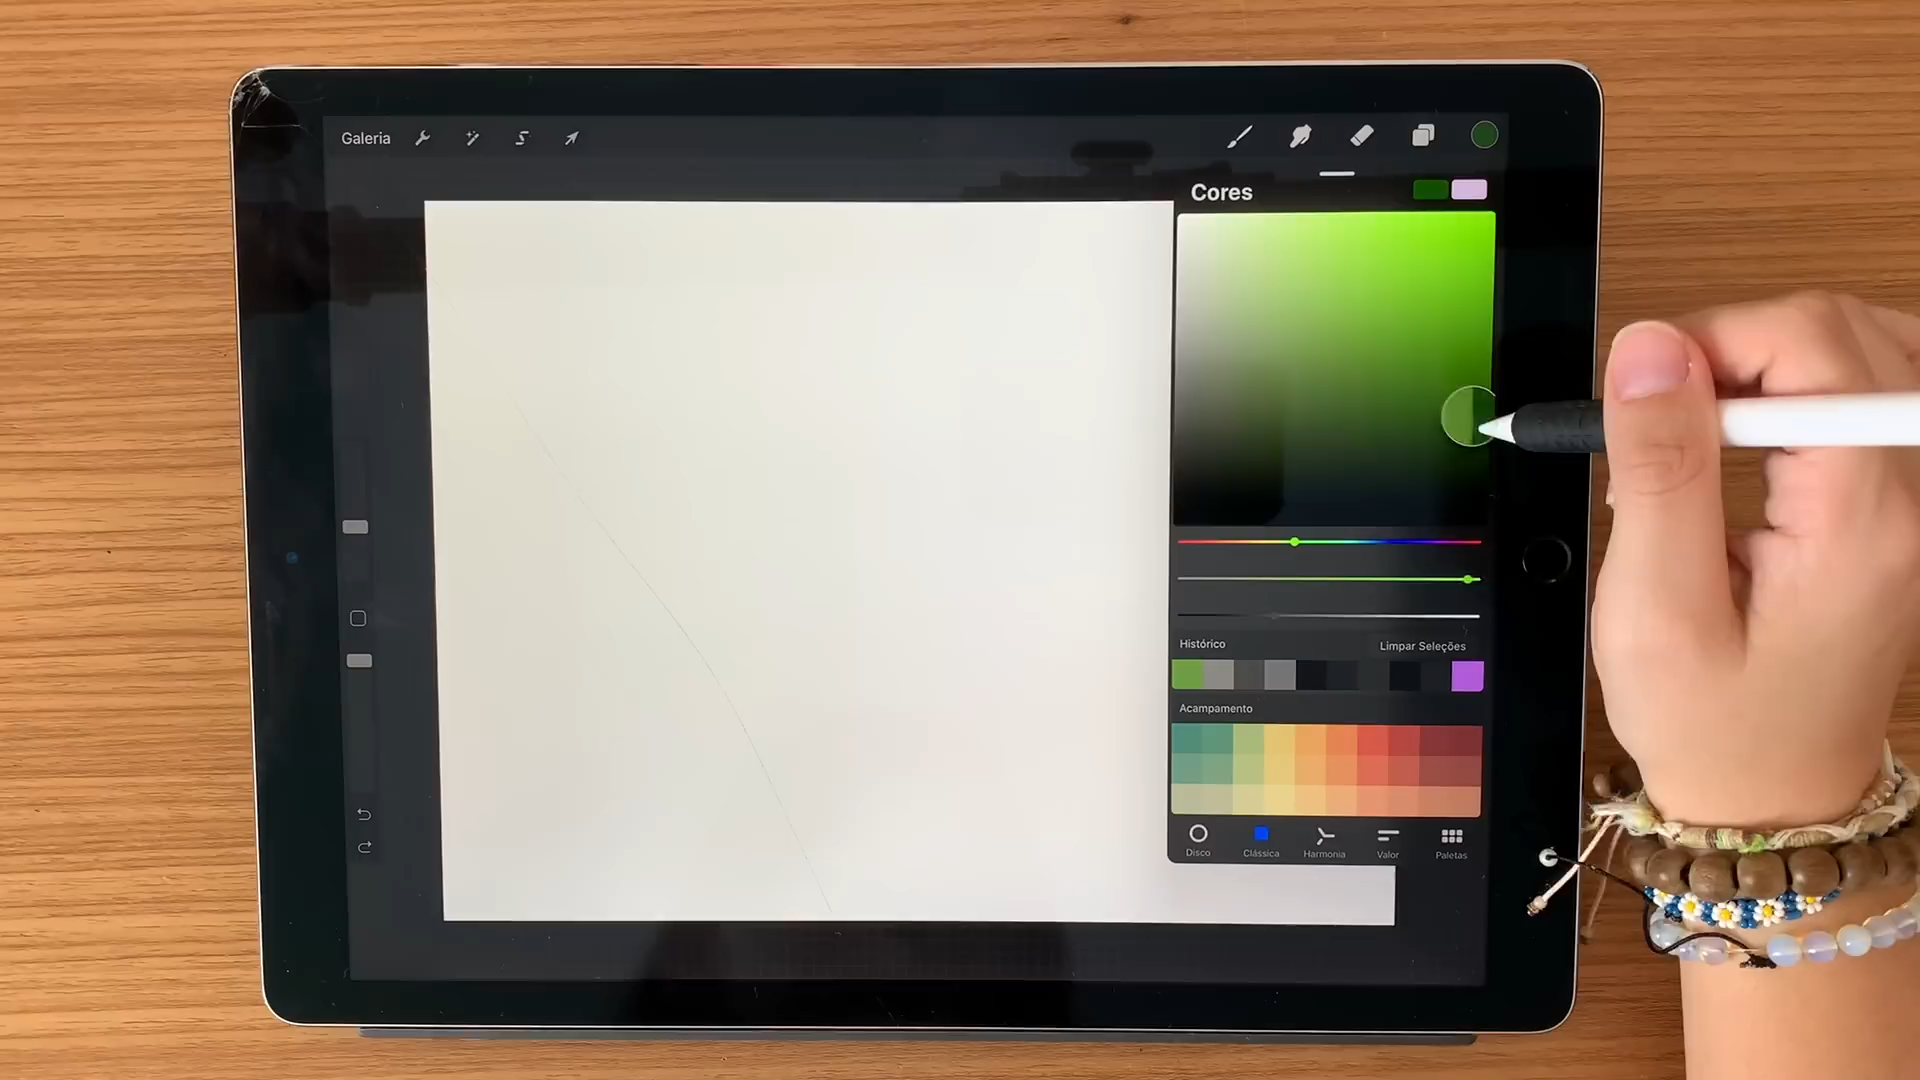 Galeria
Cores
Histórico
Limpar Seleções
Acampamento
Disco
Clássica
Harmonia
Valor
Paletas